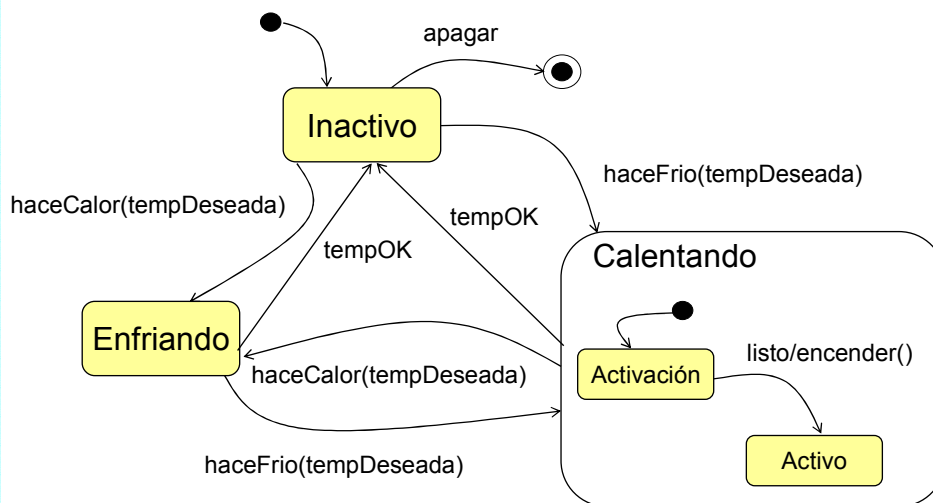 apagar
Inactivo
haceFrio(tempDeseada)
haceCalor(tempDeseada)
tempOK
tempOK
Calentando
Enfriando
listo/encender()
haceCalor(tempDeseada)
Activación
haceFrio(tempDeseada)
Activo